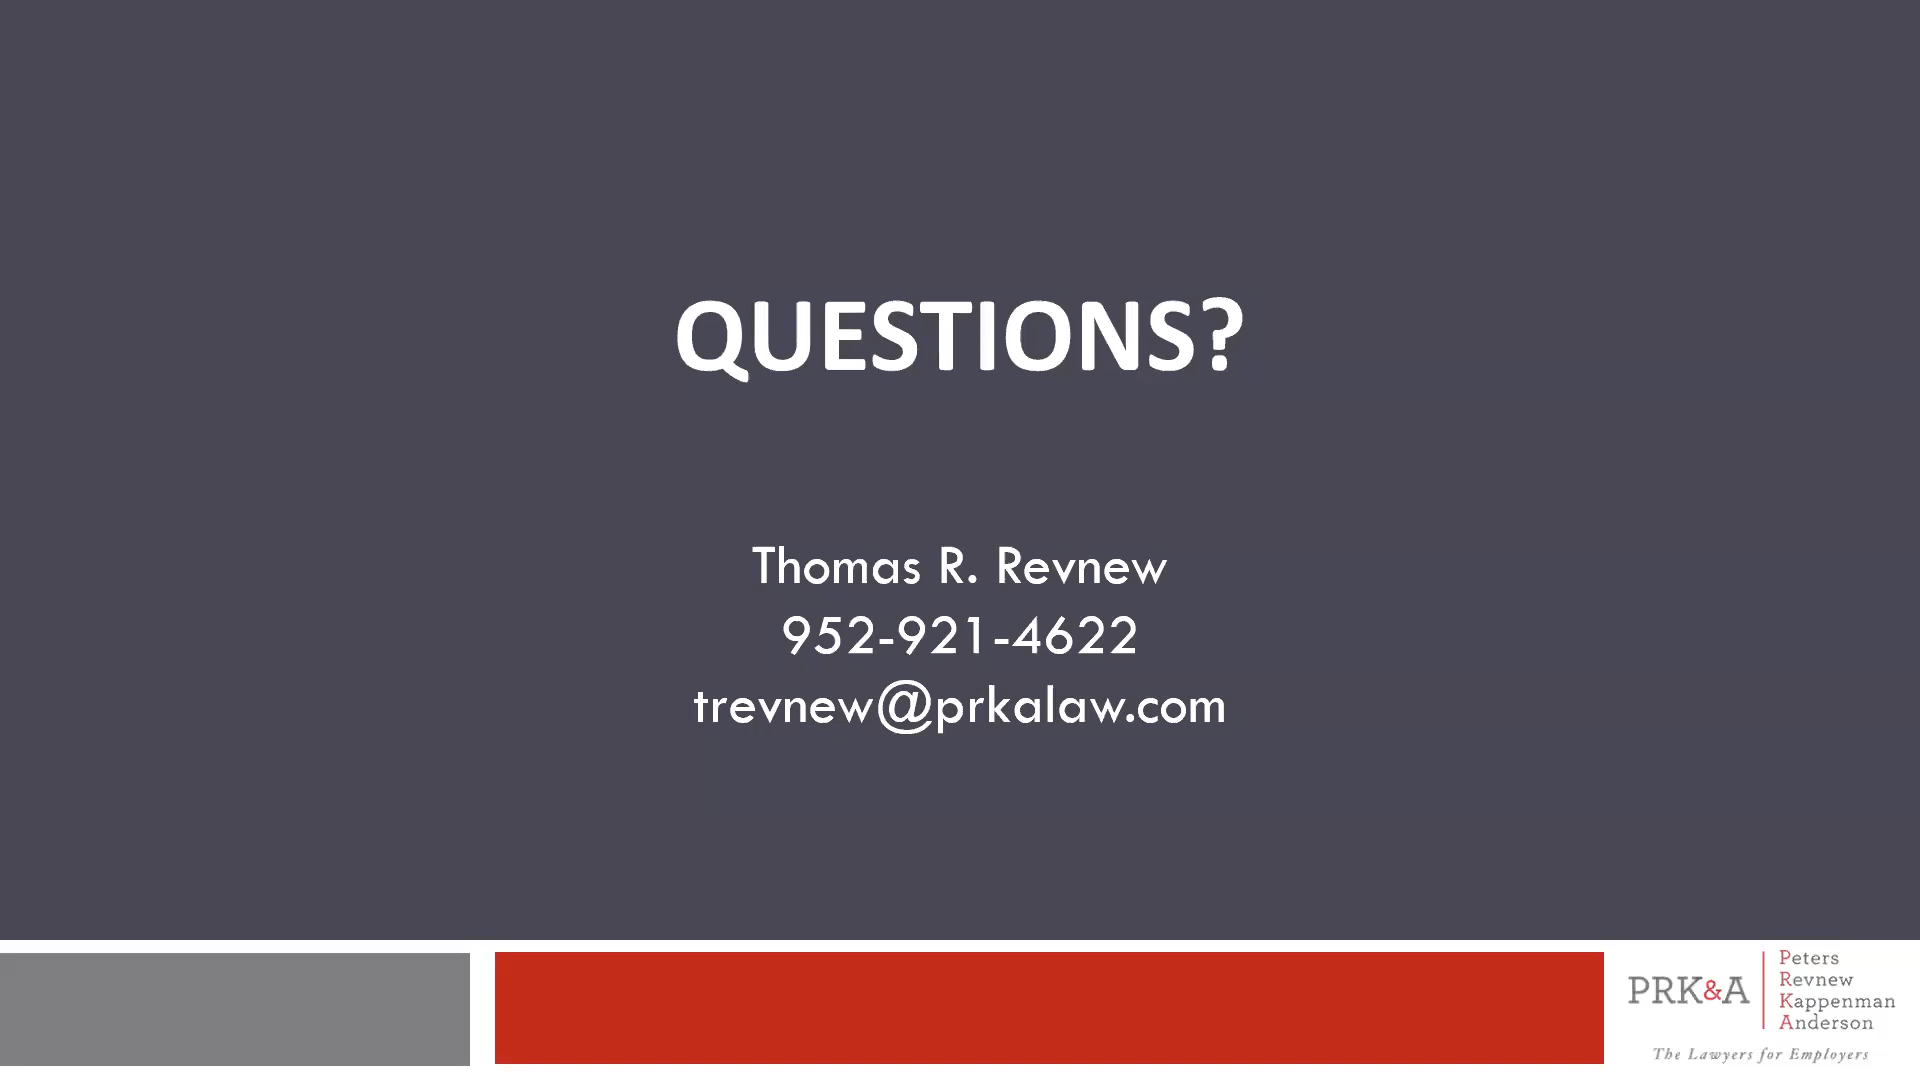 QUESTIONS?
Thomas R. Revnew
952-921-4622
trevnew@prkalaw.com
PRK&A
Peters
Revnew
Kappenman
Anderson
The Lawyers for Employers